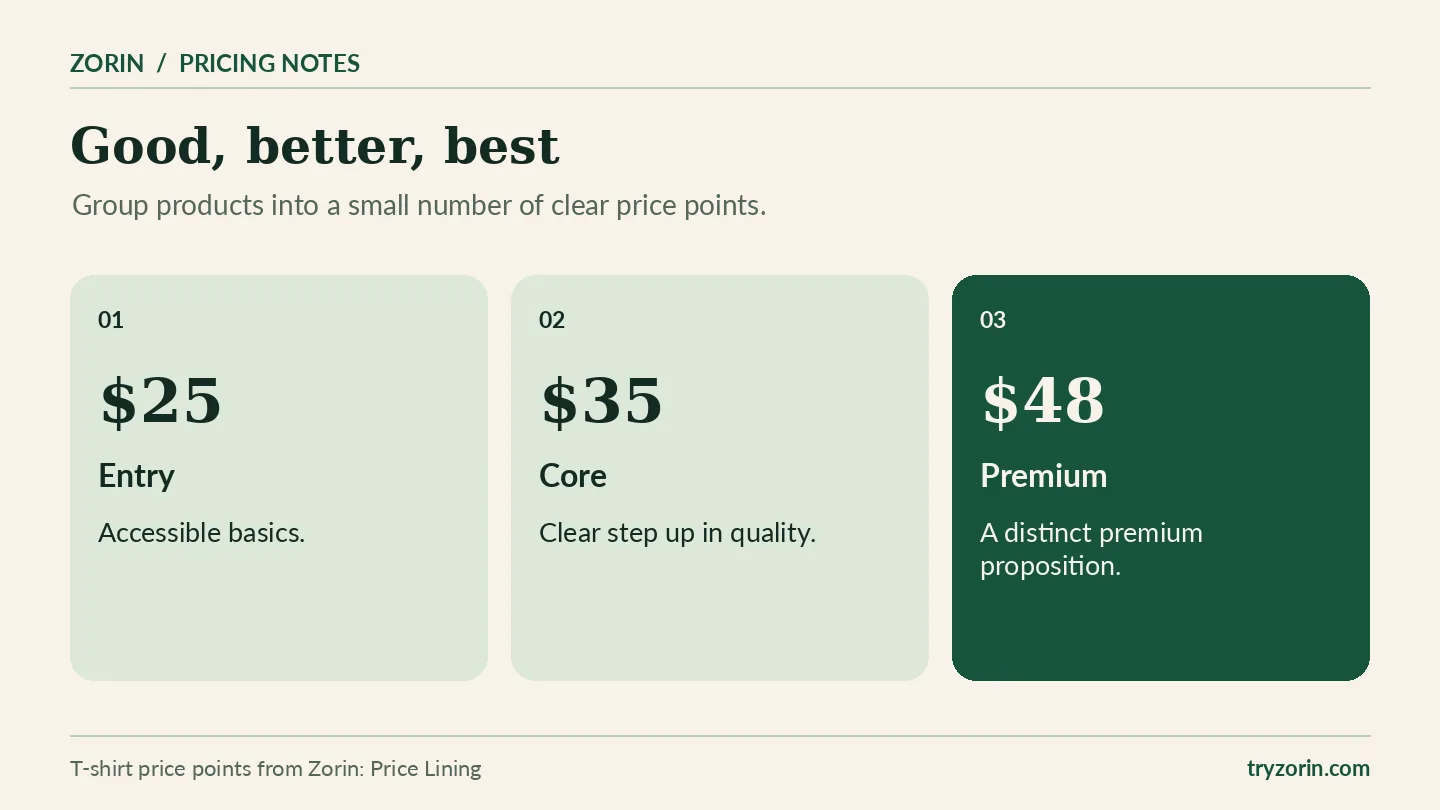 ZORIN / PRICING NOTES
Good, better, best
Group products into a small number of clear price points.
01
$25
Entry
Accessible basics.
02
$35
Core
Clear step up in quality.
03
$48
Premium
A distinct premium
proposition.
T-shirt price points from Zorin: Price Lining
tryzorin.com